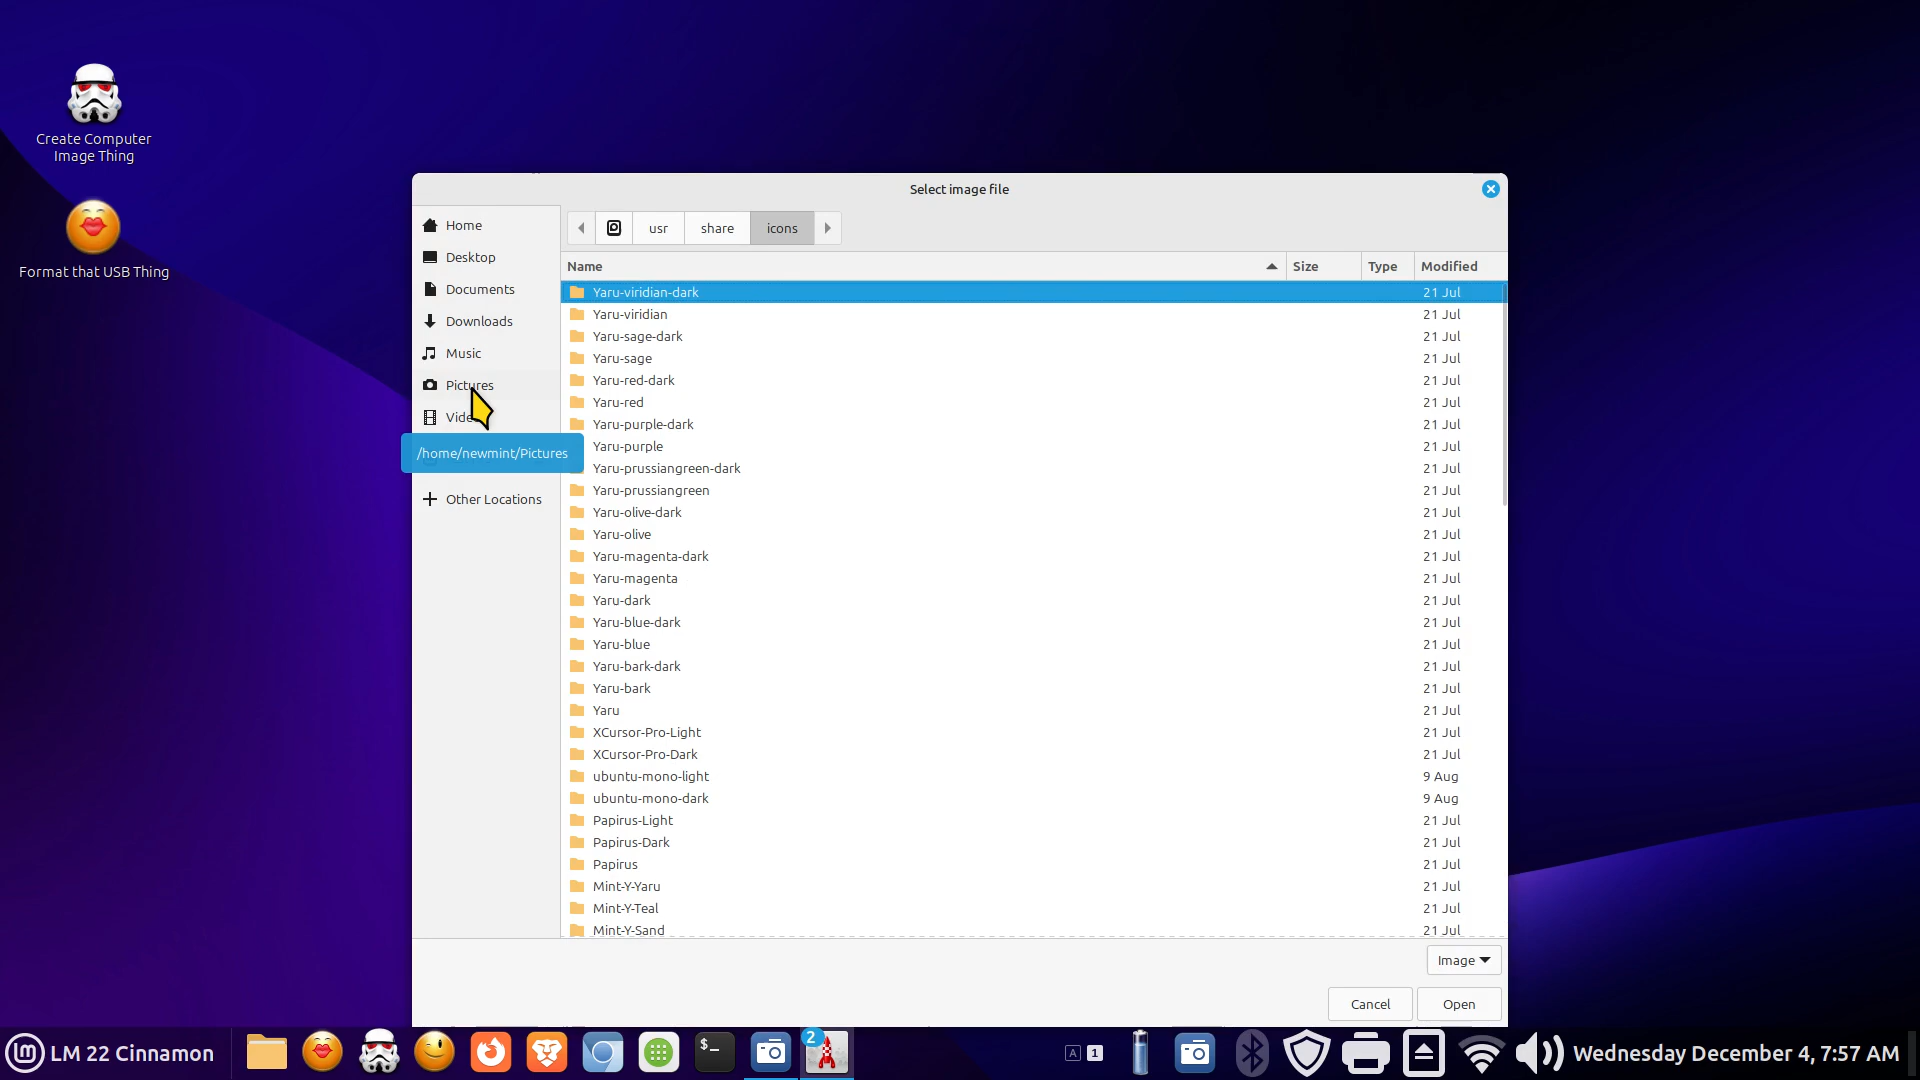 Create Computer
Image Thing
Format that USB Thing
Select image file
Home
Desktop
Documents
Downloads
Music
Pictures
/home/newmint/Pictures
Other Locations
usr share icons
Name Size Type Modified
Yaru-viridian-dark 21 Jul
Yaru-viridian 21 Jul
Yaru-sage-dark 21 Jul
Yaru-sage 21 Jul
Yaru-red-dark 21 Jul
Yaru-red 21 Jul
Yaru-purple-dark 21 Jul
Yaru-purple 21 Jul
Yaru-prussiangreen-dark 21 Jul
Yaru-prussiangreen 21 Jul
Yaru-olive-dark 21 Jul
Yaru-olive 21 Jul
Yaru-magenta-dark 21 Jul
Yaru-magenta 21 Jul
Yaru-dark 21 Jul
Yaru-blue-dark 21 Jul
Yaru-blue 21 Jul
Yaru-bark-dark 21 Jul
Yaru-bark 21 Jul
Yaru 21 Jul
XCursor-Pro-Light 21 Jul
XCursor-Pro-Dark 21 Jul
ubuntu-mono-light 9 Aug
ubuntu-mono-dark 9 Aug
Papirus-Light 21 Jul
Papirus-Dark 21 Jul
Papirus 21 Jul
Mint-Y-Yaru 21 Jul
Mint-Y-Teal 21 Jul
Mint-Y-Sand 21 Jul
Image
Cancel Open
LM 22 Cinnamon $_ 2 A 1 Wednesday December 4, 7:57 AM